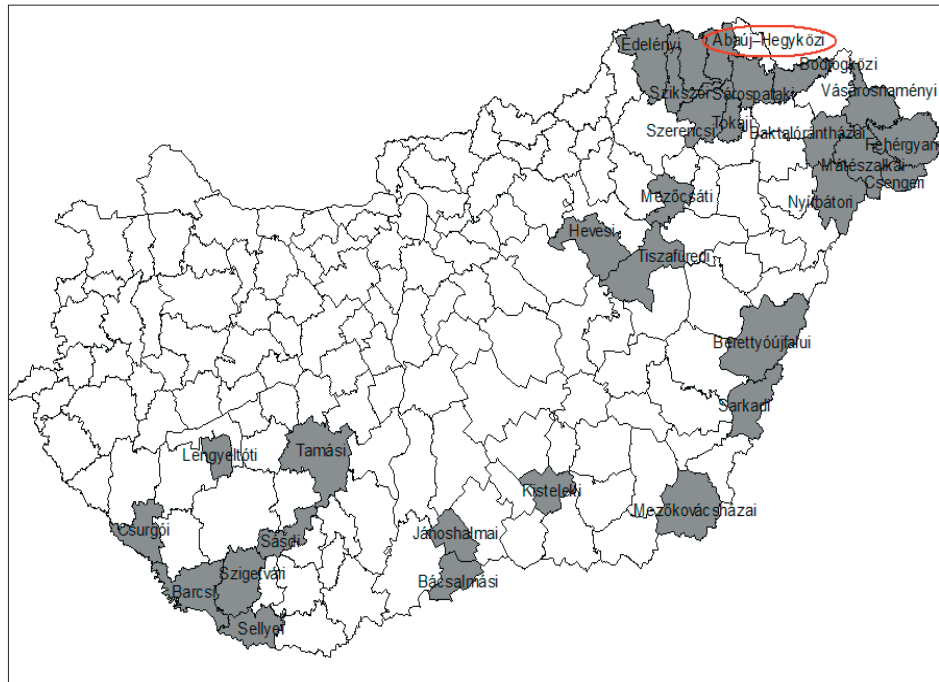 Edelényi
Abaúj–Hegyközi
Bodrogközi
Vásárosnaményi
Szikszói
Sárospataki
Tokaji
Szerencsi
Baktalórántházai
Fehérgyarm
Mátészalkai
Csengeri
Nyírbátori
Mezőcsáti
Hevesi
Tiszafüredi
Berettyóújfalui
Sarkadi
Lengyeltóti
Tamási
Kisteleki
Mezőkovácsházai
Csurgói
Sásdi
Jánoshalmai
Szigetvári
Bácsalmási
Barcsi
Sellyei